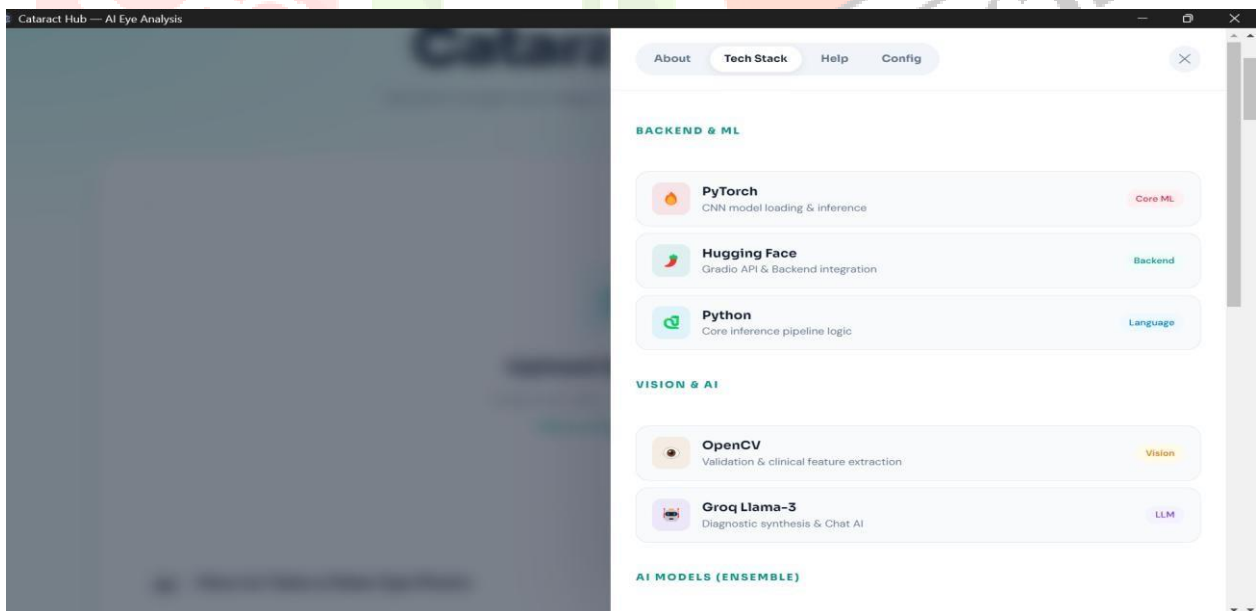 Cataract Hub — AI Eye Analysis
About Tech Stack Help Config
BACKEND & ML
PyTorch
CNN model loading & inference
Core ML
Hugging Face
Gradio API & Backend integration
Backend
Python
Core inference pipeline logic
Language
VISION & AI
OpenCV
Validation & clinical feature extraction
Vision
Groq Llama-3
Diagnostic synthesis & Chat AI
LLM
AI MODELS (ENSEMBLE)